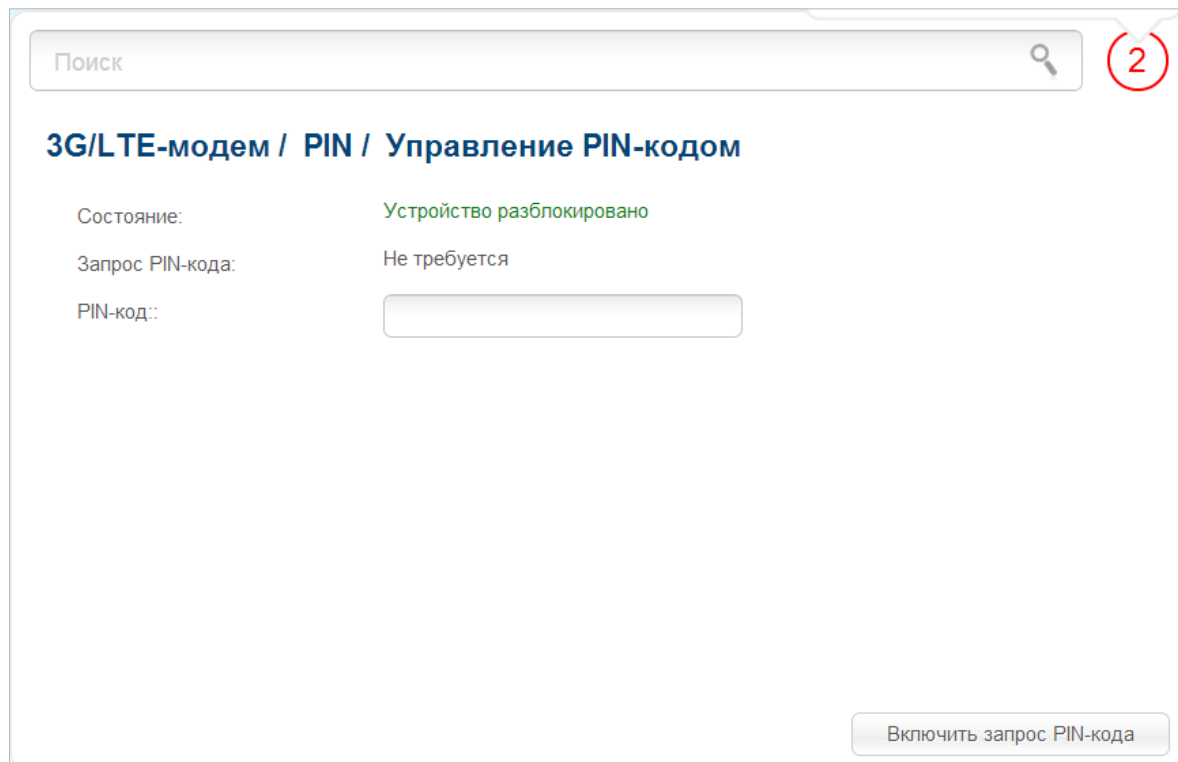 Поиск
2
3G/LTE-модем / PIN / Управление PIN-кодом
Состояние: Устройство разблокировано
Запрос PIN-кода: Не требуется
PIN-код::
Включить запрос PIN-кода